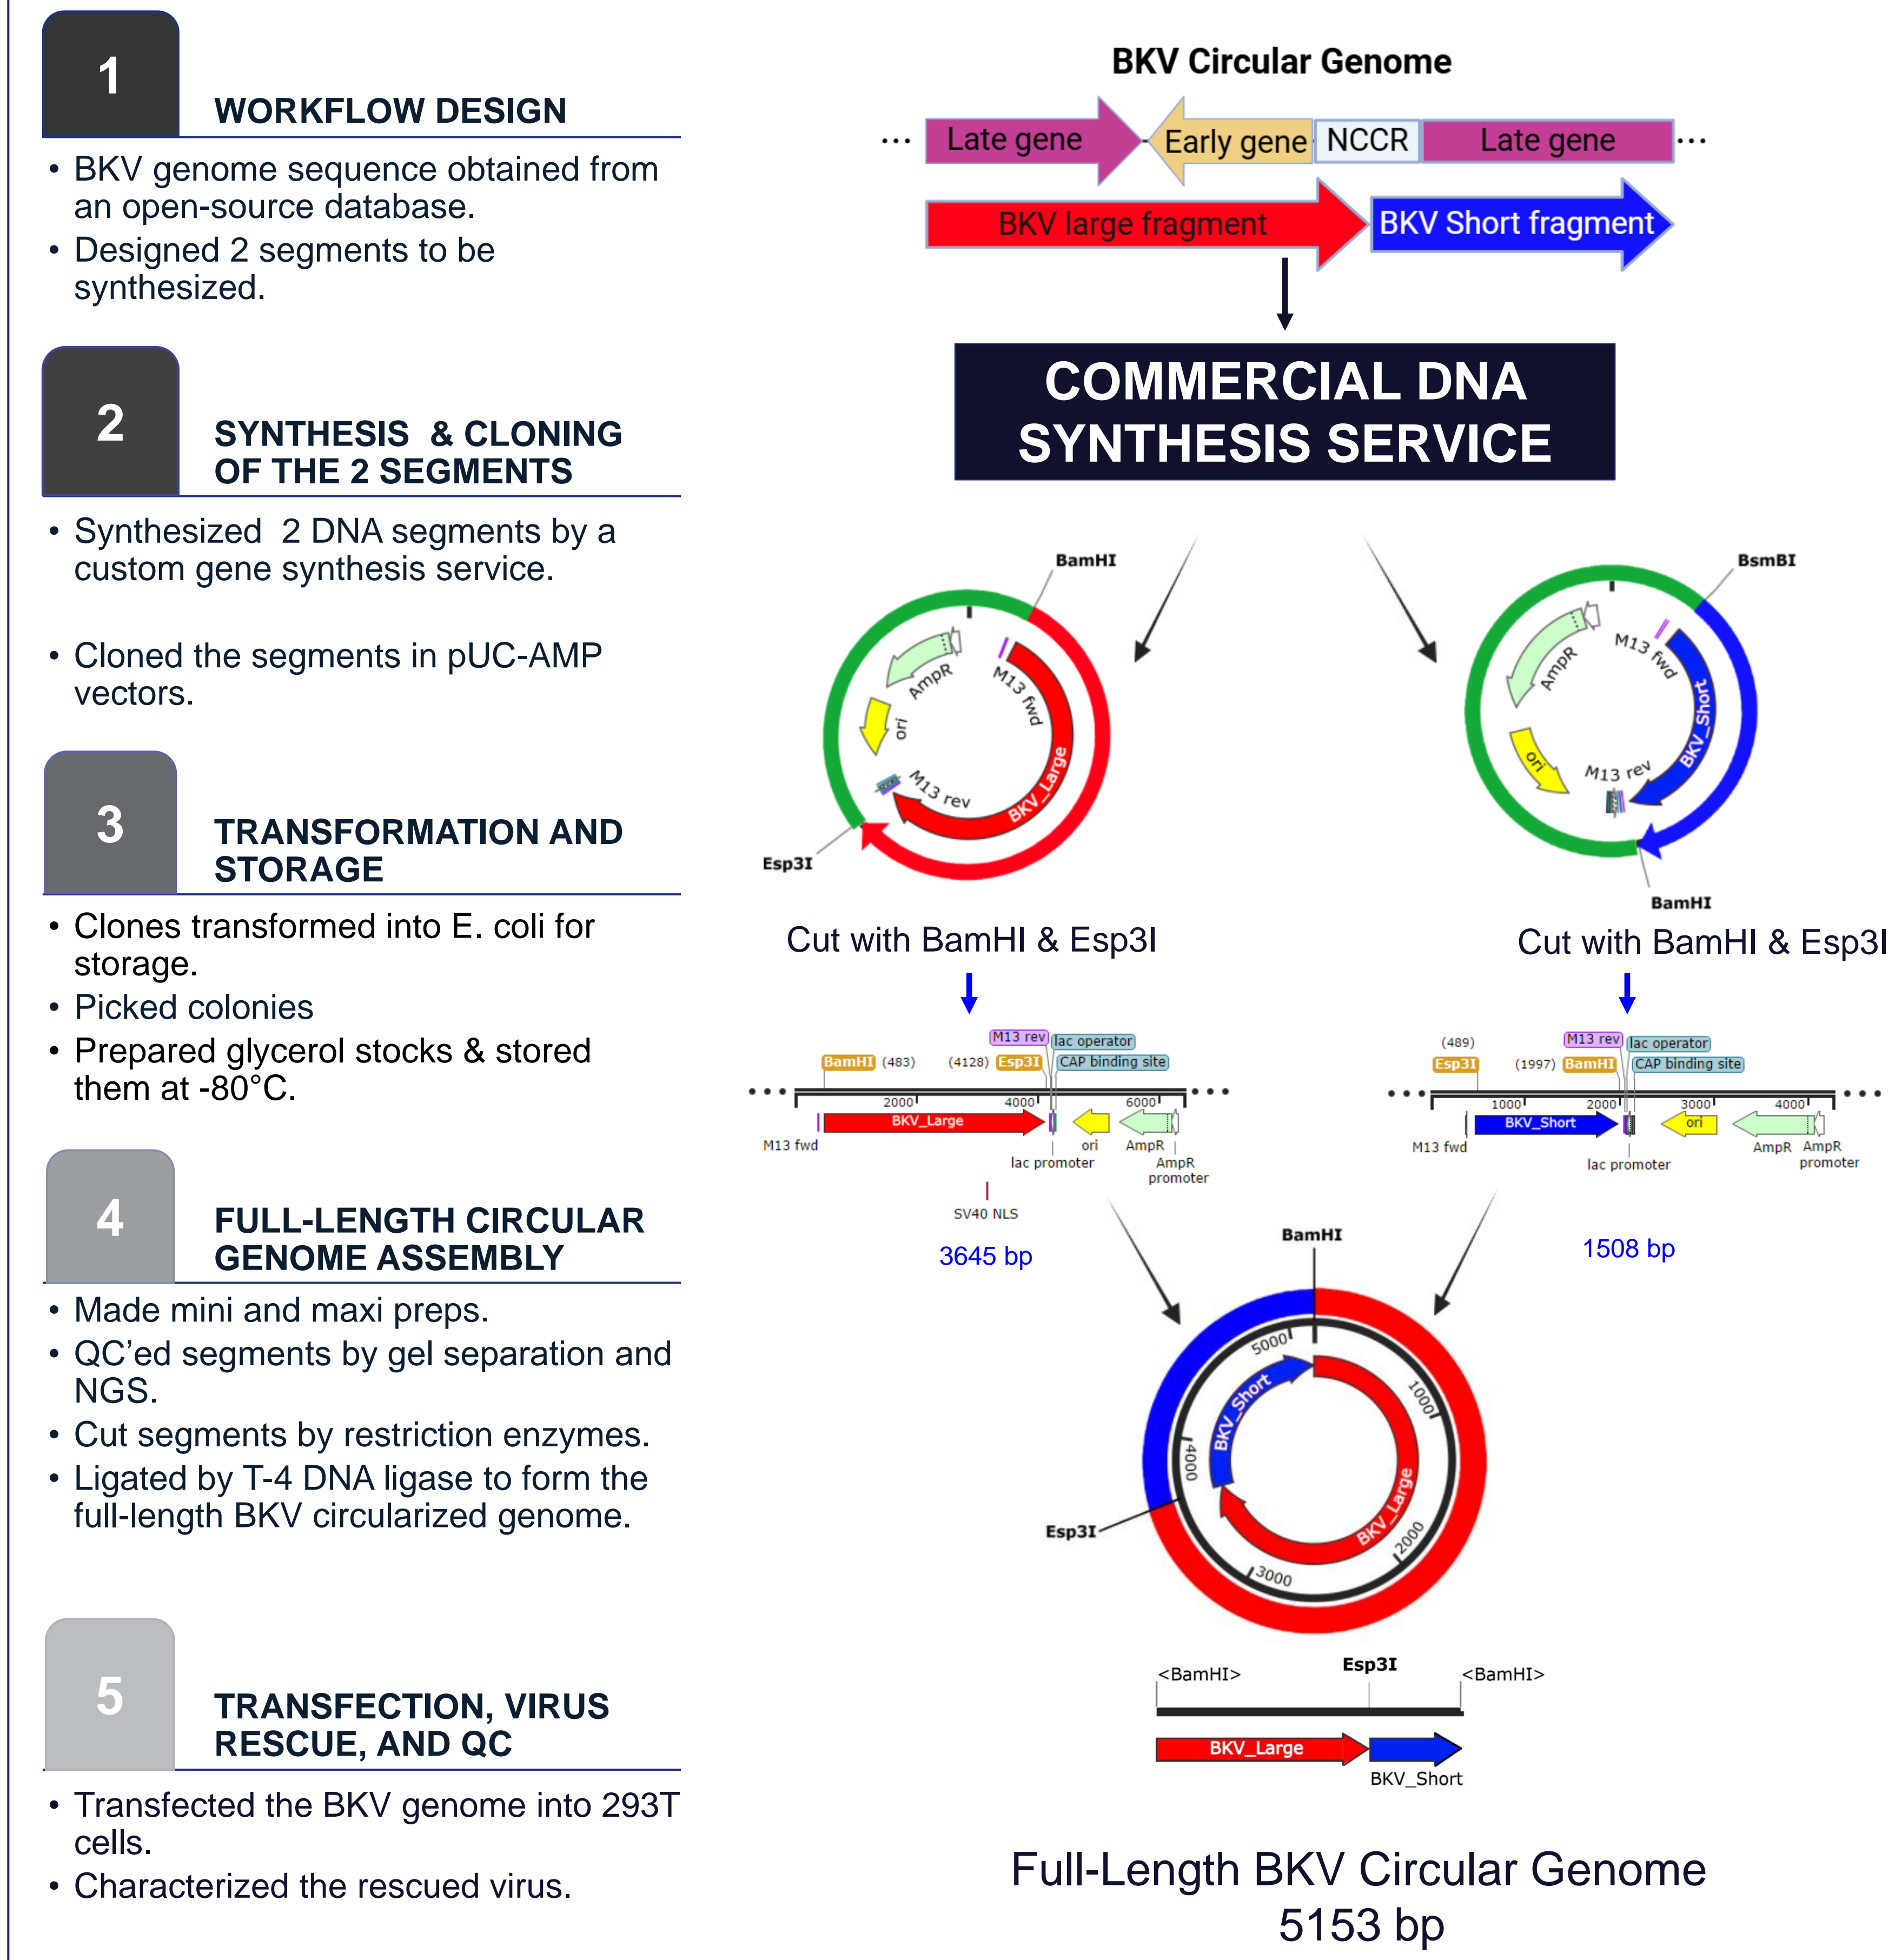 1
WORKFLOW DESIGN
• BKV genome sequence obtained from
an open-source database.
• Designed 2 segments to be
synthesized.
2
SYNTHESIS & CLONING
OF THE 2 SEGMENTS
• Synthesized 2 DNA segments by a
custom gene synthesis service.
• Cloned the segments in pUC-AMP
vectors.
3
TRANSFORMATION AND
STORAGE
• Clones transformed into E. coli for
storage.
• Picked colonies
• Prepared glycerol stocks & stored
them at -80°C.
4
FULL-LENGTH CIRCULAR
GENOME ASSEMBLY
• Made mini and maxi preps.
• QC’ed segments by gel separation and
NGS.
• Cut segments by restriction enzymes.
• Ligated by T-4 DNA ligase to form the
full-length BKV circularized genome.
5
TRANSFECTION, VIRUS
RESCUE, AND QC
• Transfected the BKV genome into 293T
cells.
• Characterized the rescued virus.
BKV Circular Genome
... Late gene Early gene NCCR Late gene ...
BKV large fragment BKV Short fragment
COMMERCIAL DNA
SYNTHESIS SERVICE
BamHI
AmpR
M13 fwd
ori
M13 rev
BKV_Large
Esp3I
BsmBI
AmpR
M13 fwd
BKV_Short
ori
M13 rev
BamHI
Cut with BamHI & Esp3I
Cut with BamHI & Esp3I
M13 rev lac operator
BamHI (483) (4128) Esp3I CAP binding site
2000 4000 6000
BKV_Large
M13 fwd ori AmpR
lac promoter AmpR
promoter
SV40 NLS
3645 bp
(489) M13 rev lac operator
Esp3I (1997) BamHI CAP binding site
1000 2000 3000 4000
BKV_Short ori
M13 fwd AmpR AmpR
lac promoter promoter
1508 bp
BamHI
5000
1000
BKV_Short
4000
BKV_Large
2000
3000
Esp3I
<BamHI> Esp3I <BamHI>
BKV_Large
BKV_Short
Full-Length BKV Circular Genome
5153 bp